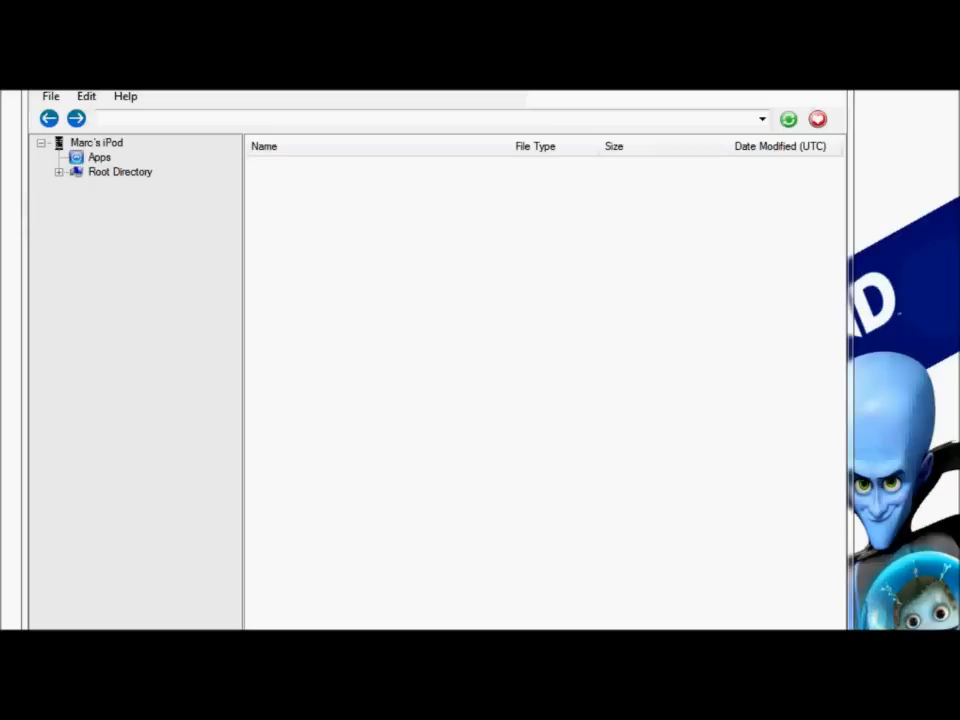 File Edit Help
Marc's iPod
Apps
Root Directory
Name File Type Size Date Modified (UTC)